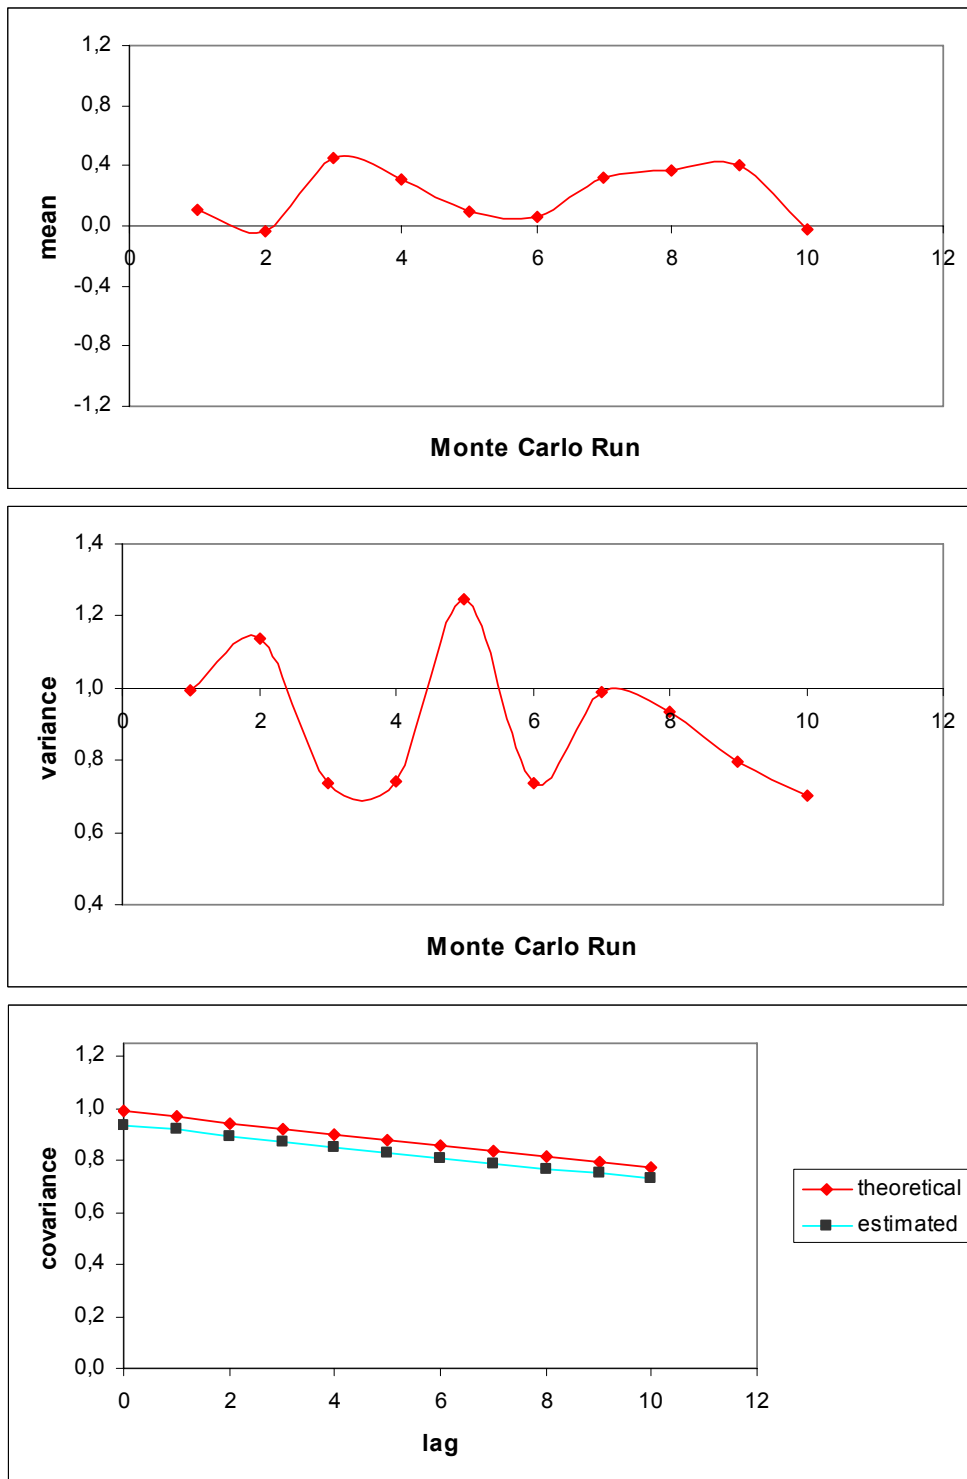 1,2
0,8
0,4
0,0
-0,4
-0,8
-1,2
mean
0 2 4 6 8 10 12
Monte Carlo Run
1,4
1,2
1,0
0,8
0,6
0,4
variance
0 2 4 6 8 10 12
Monte Carlo Run
1,2
1,0
0,8
0,6
0,4
0,2
0,0
covariance
0 2 4 6 8 10 12
lag
theoretical
estimated